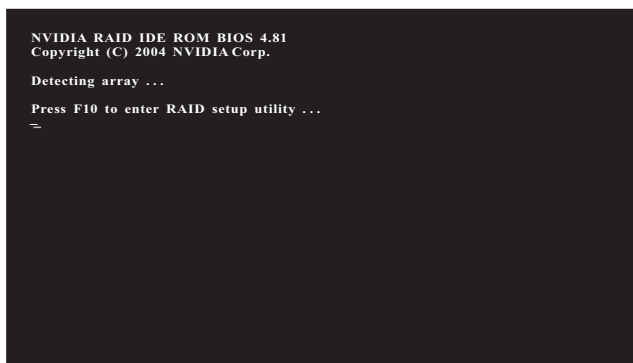 NVIDIA RAID IDE ROM BIOS 4.81
Copyright (C) 2004 NVIDIA Corp.
Detecting array ...
Press F10 to enter RAID setup utility ...